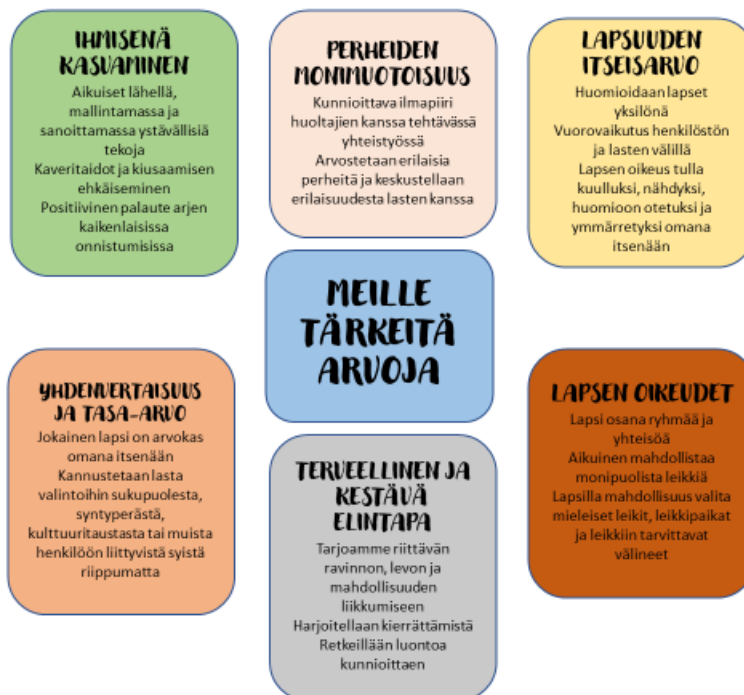 IHMISENÄ
KASVAMINEN
Aikuiset lähellä,
mallintamassa ja
sanoittamassa ystävällisiä
tekoja
Kaveritaidot ja kiusaamisen
ehkäiseminen
Positiivinen palaute arjen
kaikenlaisissa
onnistumisissa
PERHEIDEN
MONIMUOTOISUUS
Kunnioittava ilmapiiri
huoltajien kanssa tehtävässä
yhteistyössä
Arvostetaan erilaisia
perheitä ja keskustellaan
erilaisuudesta lasten kanssa
LAPSUUDEN
ITSEISARVO
Huomioidaan lapset
yksilönä
Vuorovaikutus henkilöstön
ja lasten välillä
Lapsen oikeus tulla
kuulluksi, nähdyksi,
huomioon otetuksi ja
ymmärretyksi omana
itsenään
MEILLE
TÄRKEITÄ
ARVOJA
YHDENVERTAISUUS
JA TASA-ARVO
Jokainen lapsi on arvokas
omana itsenään
Kannustetaan lasta
valintoihin sukupuolesta,
syntyperästä,
kulttuuritaustasta tai muista
henkilöön liittyvistä syistä
riippumatta
TERVEELLINEN JA
KESTÄVÄ
ELINTAPA
Tarjoamme riittävän
ravinnon, levon ja
mahdollisuuden
liikkumiseen
Harjoitellaan kierrättämistä
Retkeillään luontoa
kunnioittaen
LAPSEN OIKEUDET
Lapsi osana ryhmää ja
yhteisöä
Aikuinen mahdollistaa
monipuolista leikkiä
Lapsilla mahdollisuus valita
mieleiset leikit, leikkipaikat
ja leikkiin tarvittavat
välineet